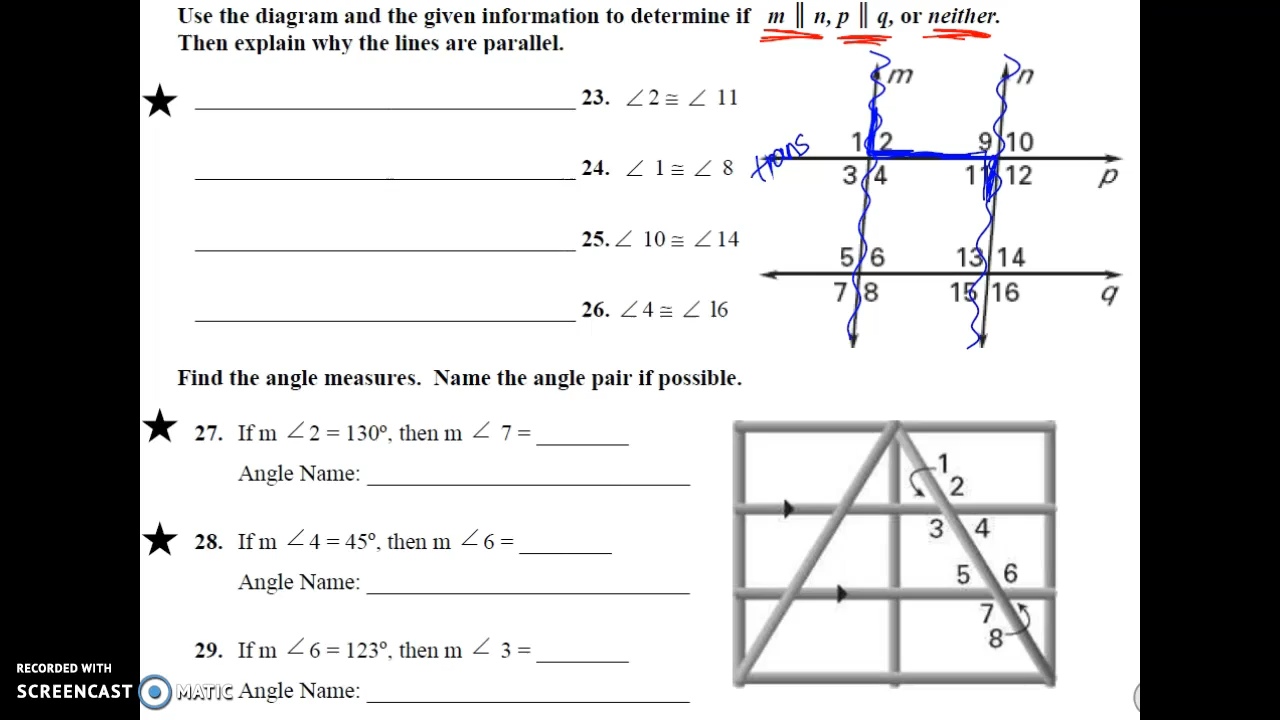 Use the diagram and the given information to determine if m ∥ n, p ∥ q, or neither.
Then explain why the lines are parallel.
23. ∠2 ≅ ∠ 11
24. ∠ 1 ≅ ∠ 8
25. ∠ 10 ≅ ∠14
26. ∠4 ≅ ∠ 16
m n
trans
1 2 9 10
3 4 11 12 p
5 6 13 14
7 8 15 16 q
Find the angle measures. Name the angle pair if possible.
27. If m ∠2 = 130º, then m ∠ 7 = ________
Angle Name: ____________________________
28. If m ∠4 = 45º, then m ∠6 = ________
Angle Name: ____________________________
29. If m ∠6 = 123º, then m ∠ 3 = ________
Angle Name: ____________________________
1
2
3 4
5 6
7
8
RECORDED WITH
SCREENCAST MATIC